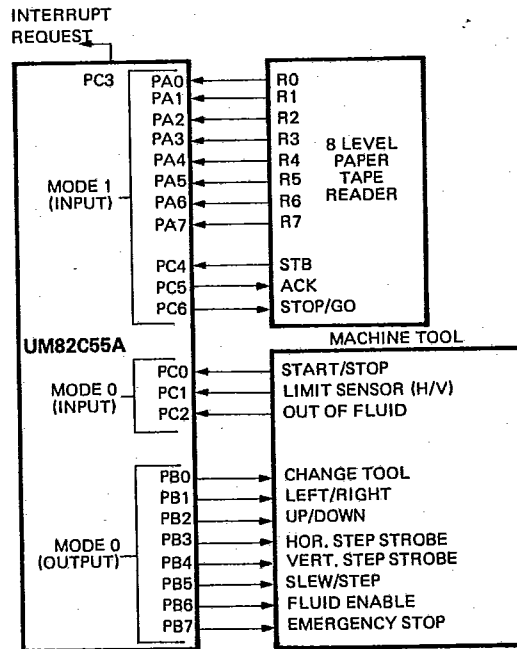 INTERRUPT
REQUEST
PC3 PA0 R0
PA1 R1
PA2 R2
PA3 R3
PA4 R4
PA5 R5
PA6 R6
PA7 R7
MODE 1
(INPUT)
8 LEVEL
PAPER
TAPE
READER
PC4 STB
PC5 ACK
PC6 STOP/GO
UM82C55A
MACHINE TOOL
MODE 0
(INPUT)
PC0 START/STOP
PC1 LIMIT SENSOR (H/V)
PC2 OUT OF FLUID
MODE 0
(OUTPUT)
PB0 CHANGE TOOL
PB1 LEFT/RIGHT
PB2 UP/DOWN
PB3 HOR. STEP STROBE
PB4 VERT. STEP STROBE
PB5 SLEW/STEP
PB6 FLUID ENABLE
PB7 EMERGENCY STOP